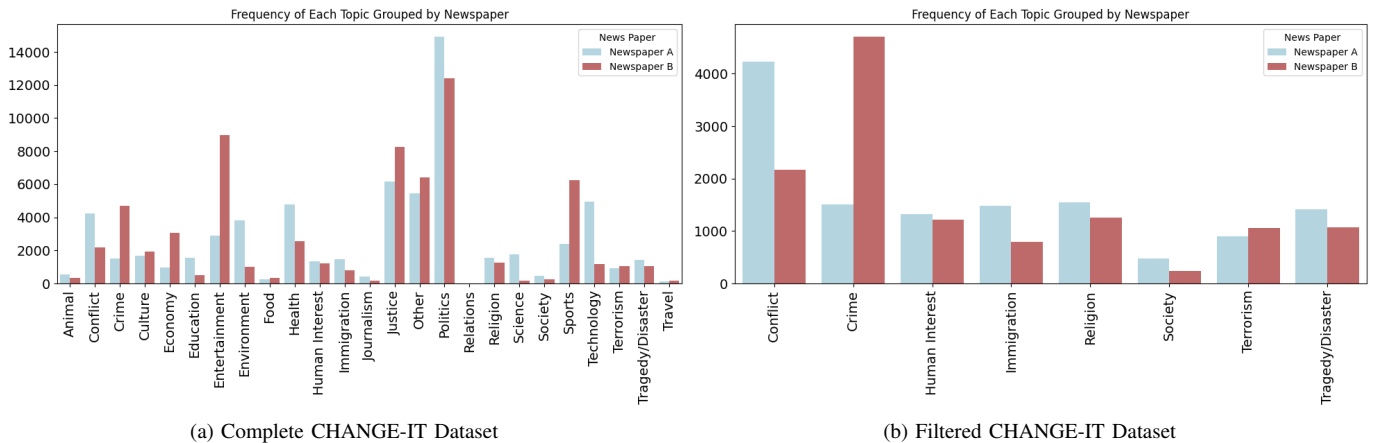 Frequency of Each Topic Grouped by Newspaper
News Paper
Newspaper A
Newspaper B
14000
12000
10000
8000
6000
4000
2000
0
Animal
Conflict
Crime
Culture
Economy
Education
Entertainment
Environment
Food
Health
Human Interest
Immigration
Journalism
Justice
Other
Politics
Relations
Religion
Science
Society
Sports
Technology
Terrorism
Tragedy/Disaster
Travel
(a) Complete CHANGE-IT Dataset
Frequency of Each Topic Grouped by Newspaper
News Paper
Newspaper A
Newspaper B
4000
3000
2000
1000
0
Conflict
Crime
Human Interest
Immigration
Religion
Society
Terrorism
Tragedy/Disaster
(b) Filtered CHANGE-IT Dataset